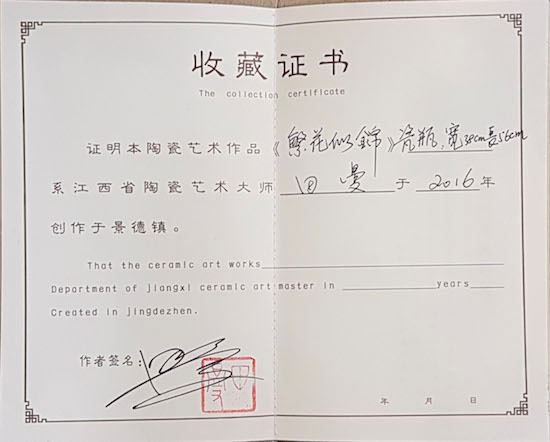 收藏证书
The collection certificate
证明本陶瓷艺术作品《繁花似錦》瓷瓶,寬38cm高56cm
系江西省陶瓷艺术大师 田曼 于 2016 年
创作于景德镇。
That the ceramic art works
Department of jiangxi ceramic art master in years
Created in jingdezhen.
作者签名:
年 月 日